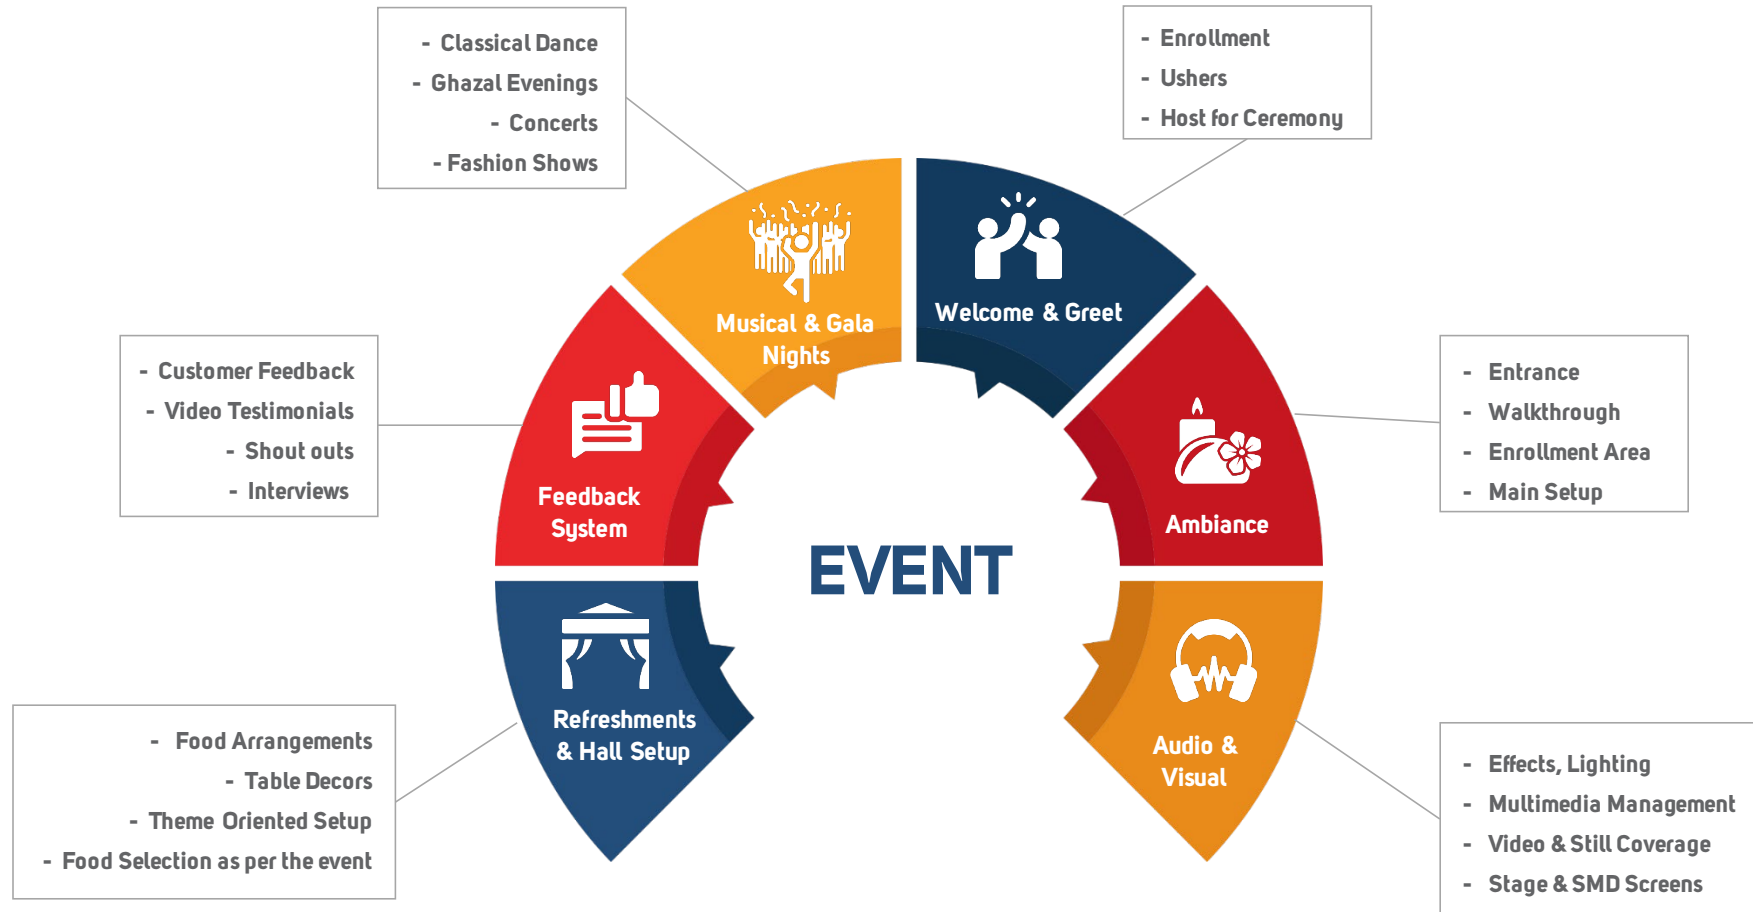 - Classical Dance
- Ghazal Evenings
- Concerts
- Fashion Shows
- Enrollment
- Ushers
- Host for Ceremony
Musical & Gala
Nights
Welcome & Greet
- Customer Feedback
- Video Testimonials
- Shout outs
- Interviews
Feedback
System
- Entrance
- Walkthrough
- Enrollment Area
- Main Setup
Ambiance
EVENT
Refreshments
& Hall Setup
- Food Arrangements
- Table Decors
- Theme Oriented Setup
- Food Selection as per the event
Audio &
Visual
- Effects, Lighting
- Multimedia Management
- Video & Still Coverage
- Stage & SMD Screens